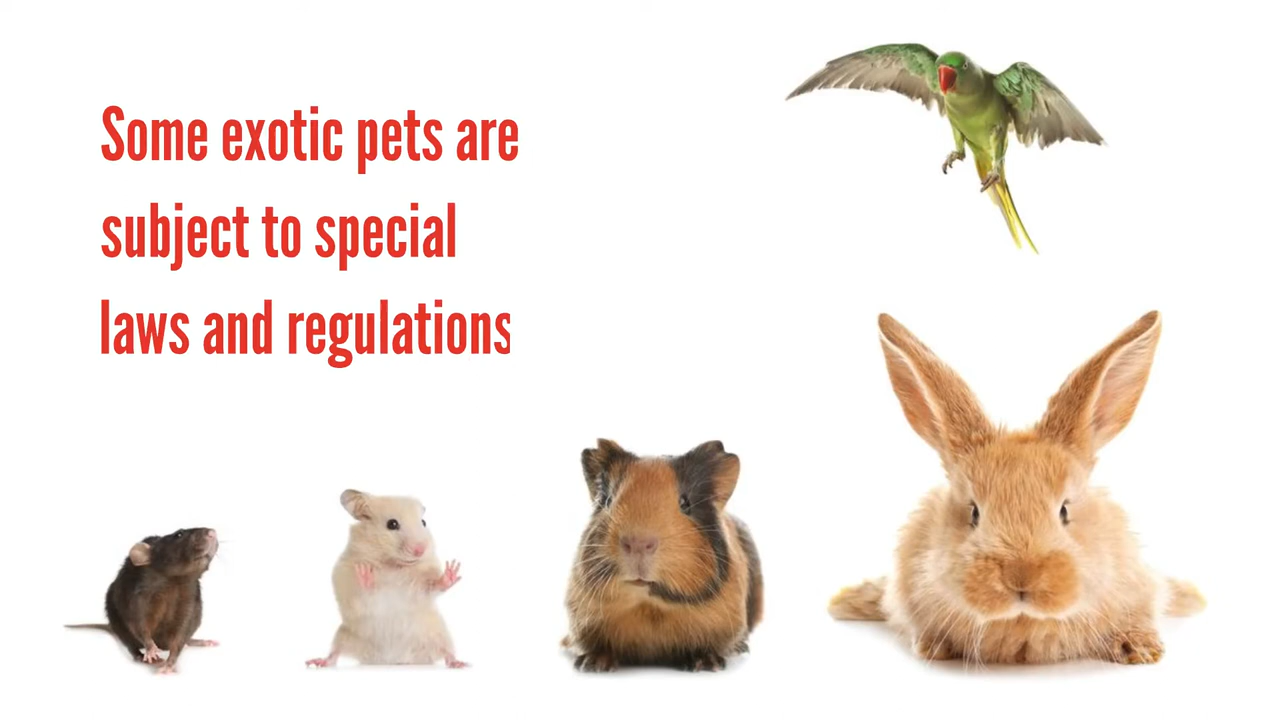 Some exotic pets are
subject to special
laws and regulations